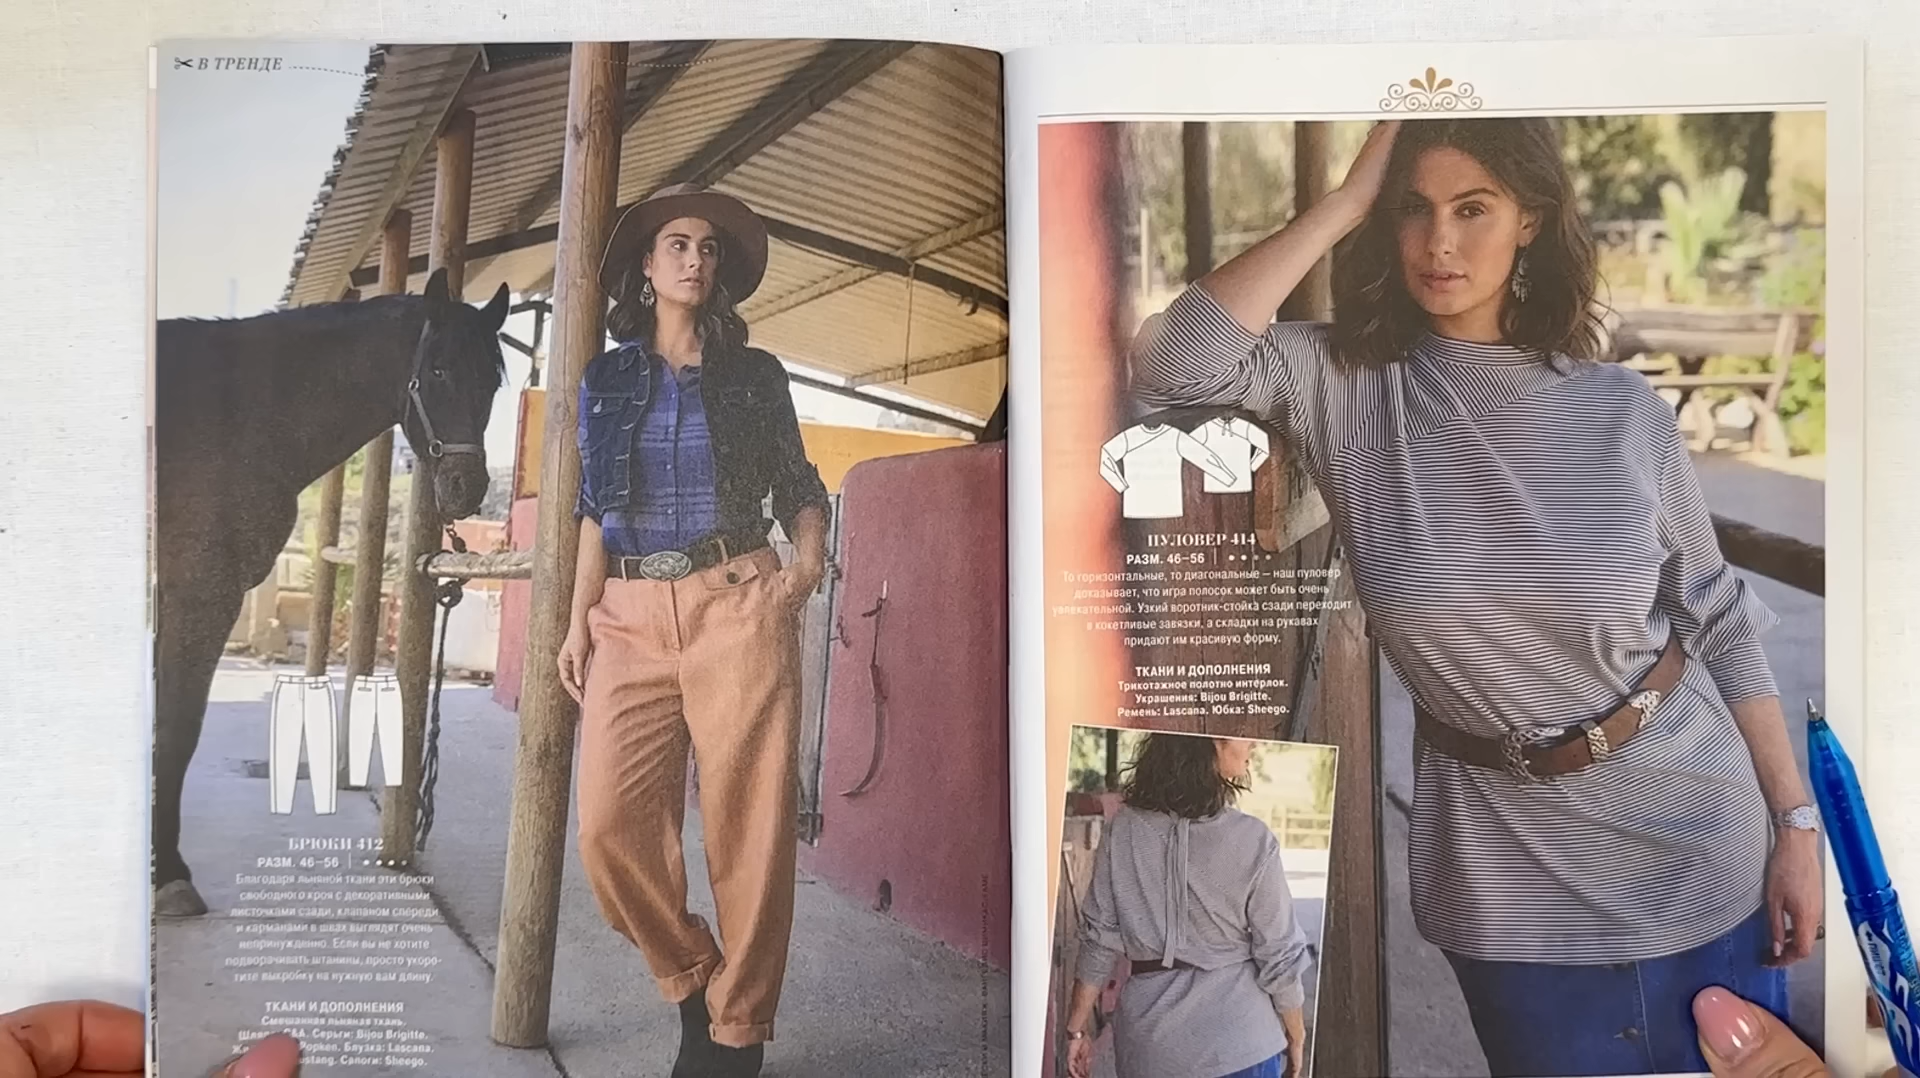 В ТРЕНДЕ
БРЮКИ 412
РАЗМ. 46–56
Благодаря льняной ткани эти брюки
свободного кроя с декоративными
листочками сзади, клапаном спереди
и карманами в швах выглядят очень
непринужденно. Если вы не хотите
подворачивать штанины, просто укоро-
тите выкройку на нужную вам длину.
ТКАНИ И ДОПОЛНЕНИЯ
Смешанная льняная ткань.
C&A. Серьги: Bijou Brigitte.
Popken. Блузка: Lascana.
Сапоги: Sheego.
ПУЛОВЕР 414
РАЗМ. 46–56
То горизонтальные, то диагональные — наш пуловер
доказывает, что игра полосок может быть очень
увлекательной. Узкий воротник-стойка сзади переходит
в кокетливые завязки, а складки на рукавах
придают им красивую форму.
ТКАНИ И ДОПОЛНЕНИЯ
Трикотажное полотно интерлок.
Украшения: Bijou Brigitte.
Ремень: Lascana. Юбка: Sheego.